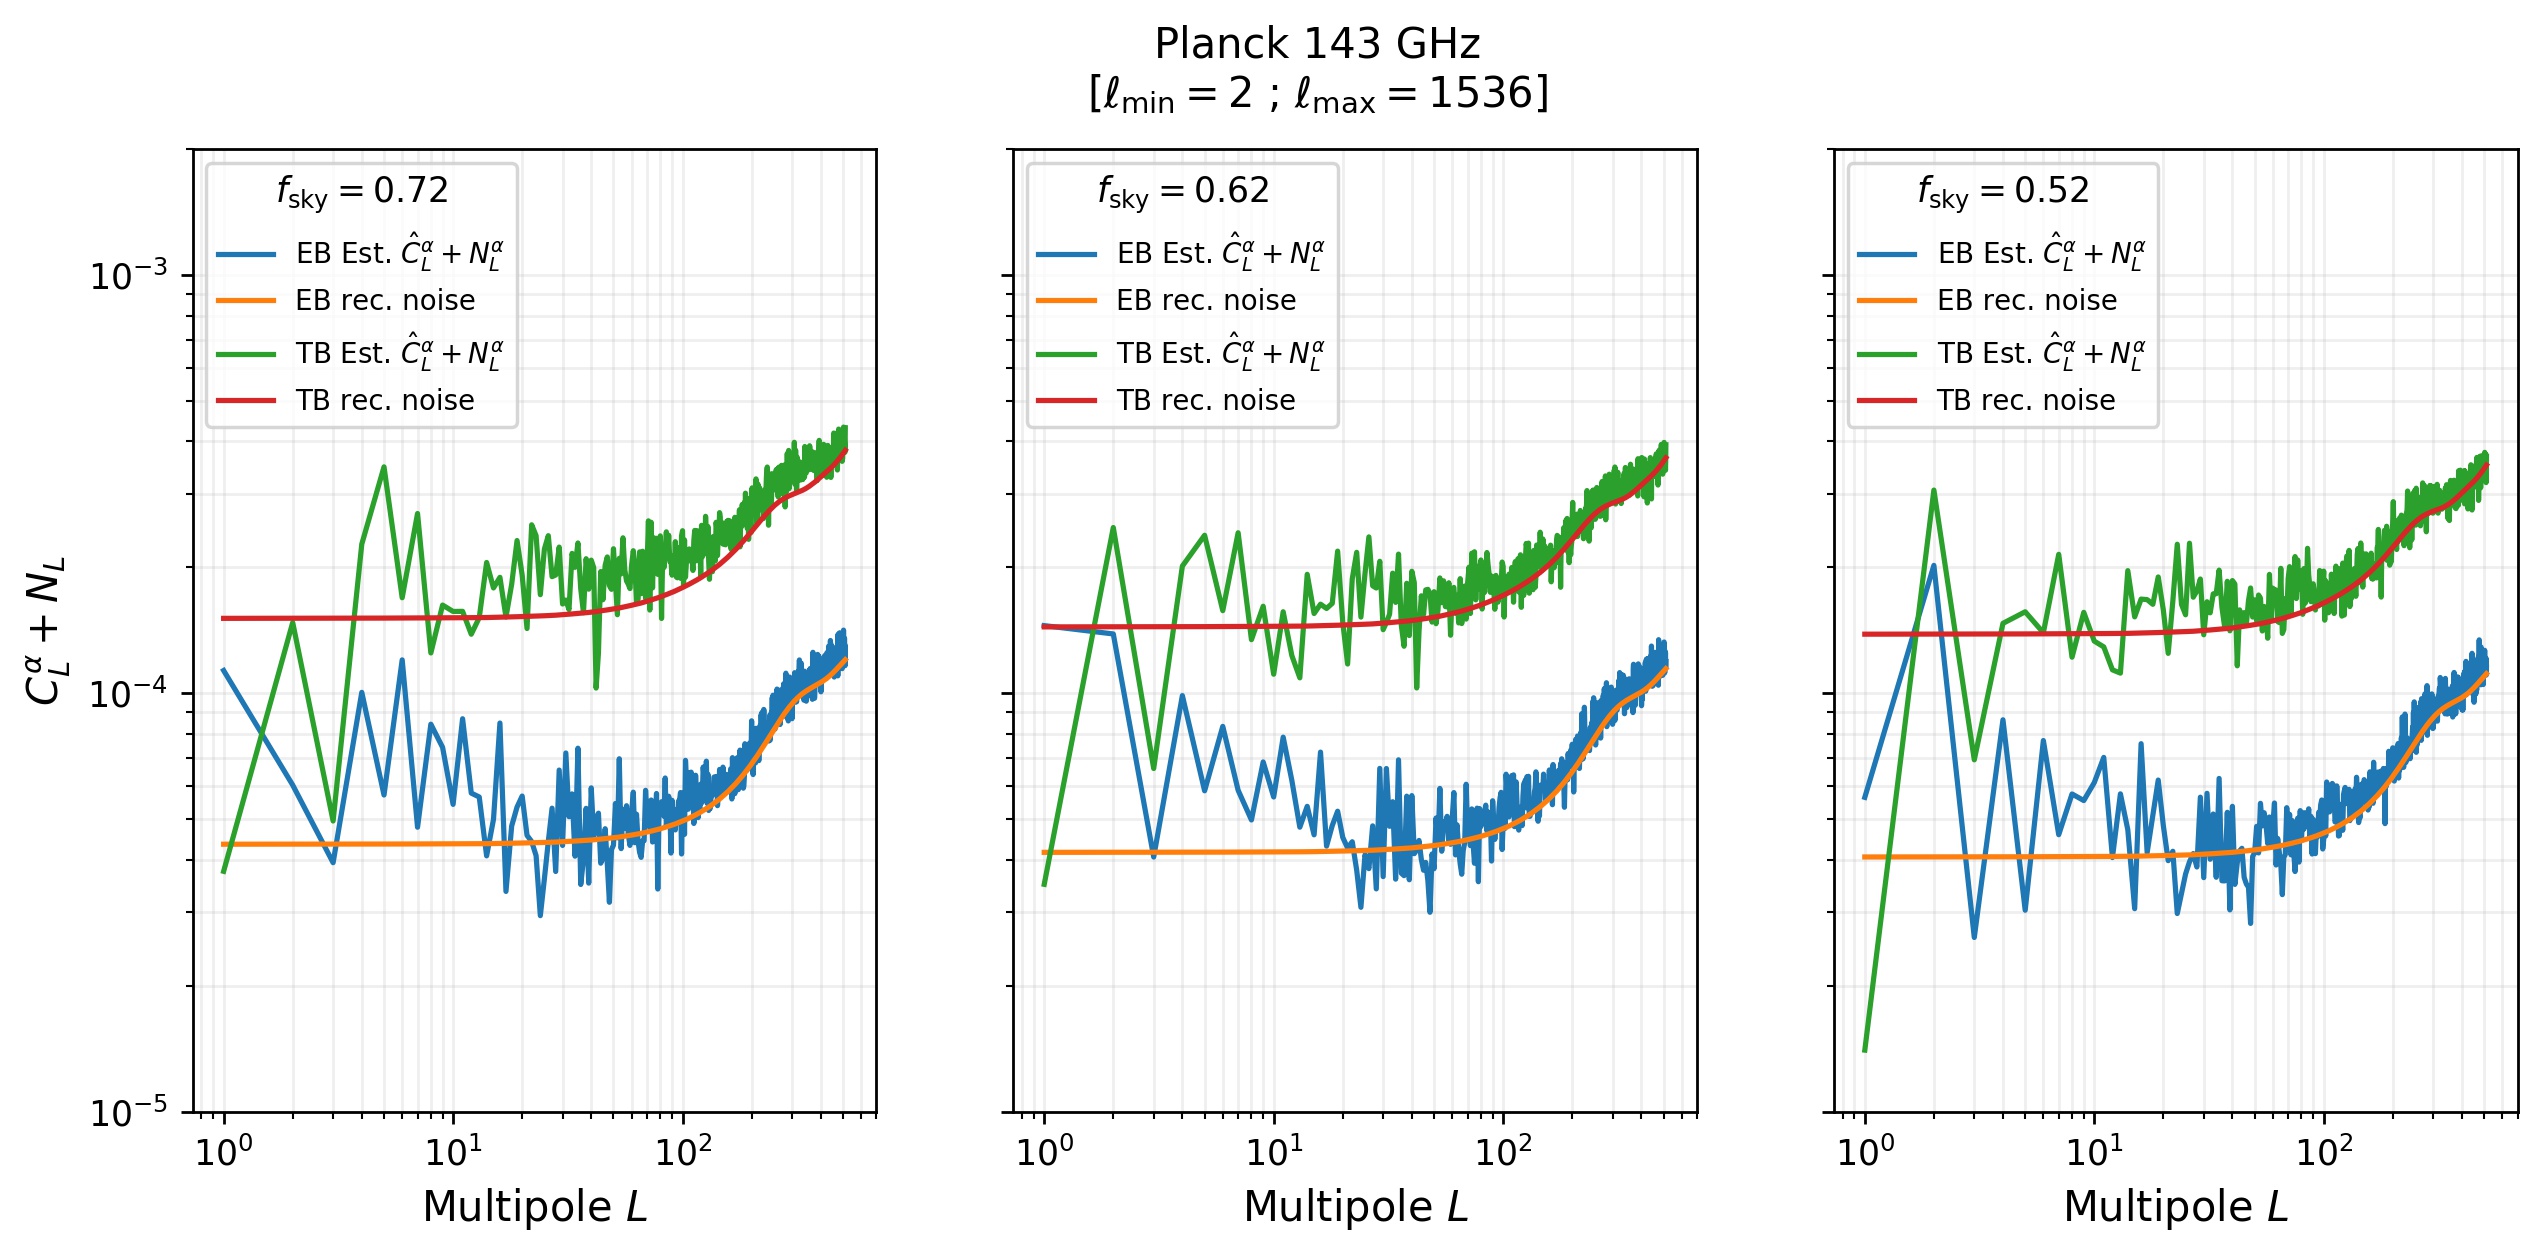 Planck 143 GHz
[ℓ_min = 2 ; ℓ_max = 1536]
C_L^α + N_L
10^−3
10^−4
10^−5
f_sky = 0.72
EB Est. Ĉ_L^α + N_L^α
EB rec. noise
TB Est. Ĉ_L^α + N_L^α
TB rec. noise
10^0 10^1 10^2
Multipole L
f_sky = 0.62
EB Est. Ĉ_L^α + N_L^α
EB rec. noise
TB Est. Ĉ_L^α + N_L^α
TB rec. noise
10^0 10^1 10^2
Multipole L
f_sky = 0.52
EB Est. Ĉ_L^α + N_L^α
EB rec. noise
TB Est. Ĉ_L^α + N_L^α
TB rec. noise
10^0 10^1 10^2
Multipole L